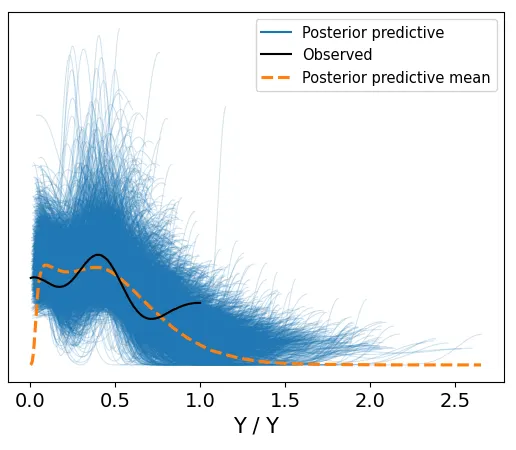 Posterior predictive
Observed
Posterior predictive mean
0.0 0.5 1.0 1.5 2.0 2.5
Y / Y